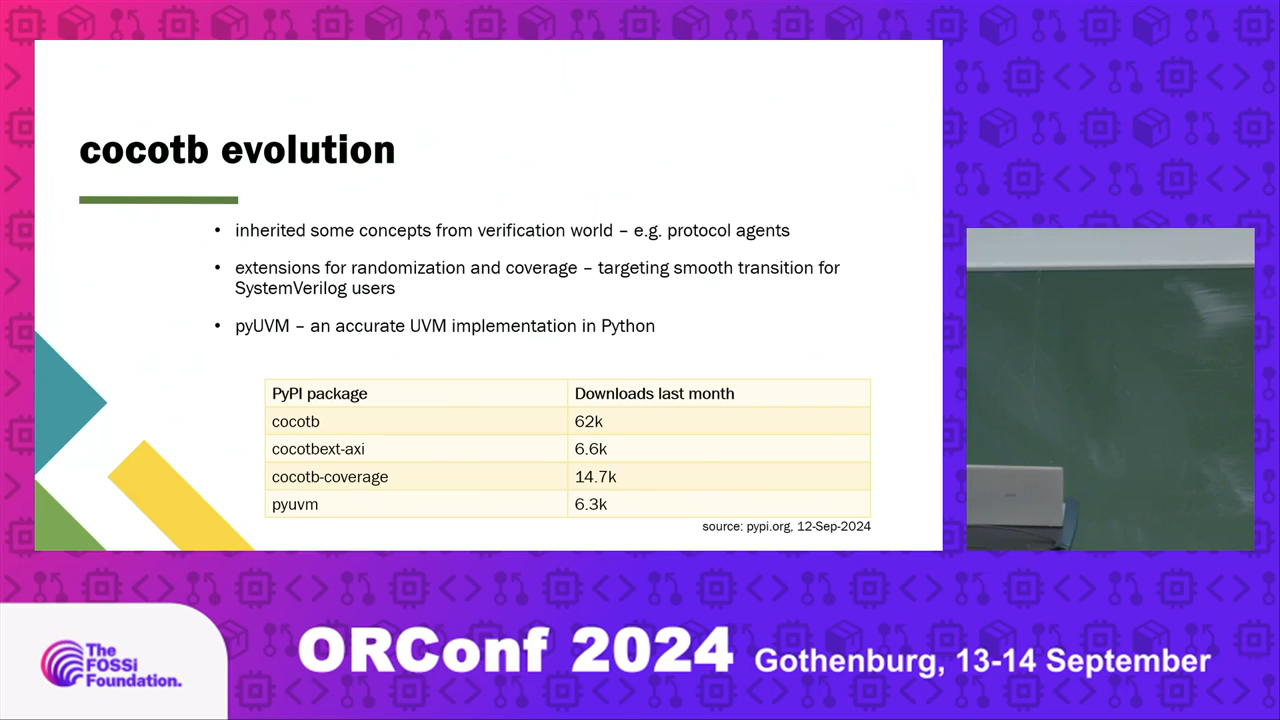 cocotb evolution
• inherited some concepts from verification world – e.g. protocol agents
• extensions for randomization and coverage – targeting smooth transition for
SystemVerilog users
• pyUVM – an accurate UVM implementation in Python
PyPI package Downloads last month
cocotb 62k
cocotbext-axi 6.6k
cocotb-coverage 14.7k
pyuvm 6.3k
source: pypi.org, 12-Sep-2024
The
FOSSi
Foundation.
ORConf 2024 Gothenburg, 13-14 September